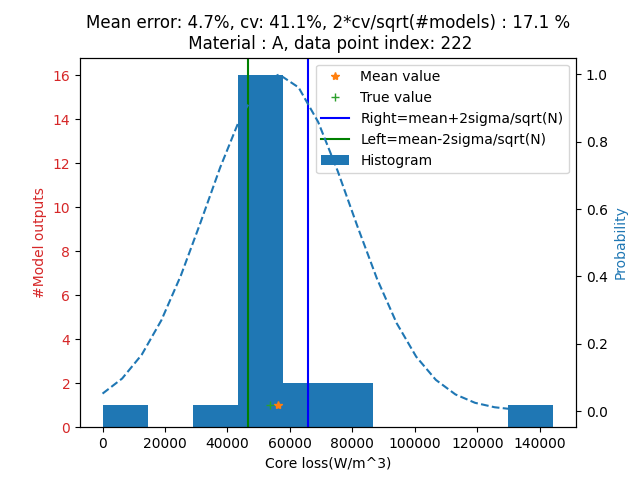 Mean error: 4.7%, cv: 41.1%, 2*cv/sqrt(#models) : 17.1 %
Material : A, data point index: 222
Mean value
True value
Right=mean+2sigma/sqrt(N)
Left=mean-2sigma/sqrt(N)
Histogram
#Model outputs
16
14
12
10
8
6
4
2
0
1.0
0.8
0.6
0.4
0.2
0.0
Probability
0 20000 40000 60000 80000 100000 120000 140000
Core loss(W/m^3)